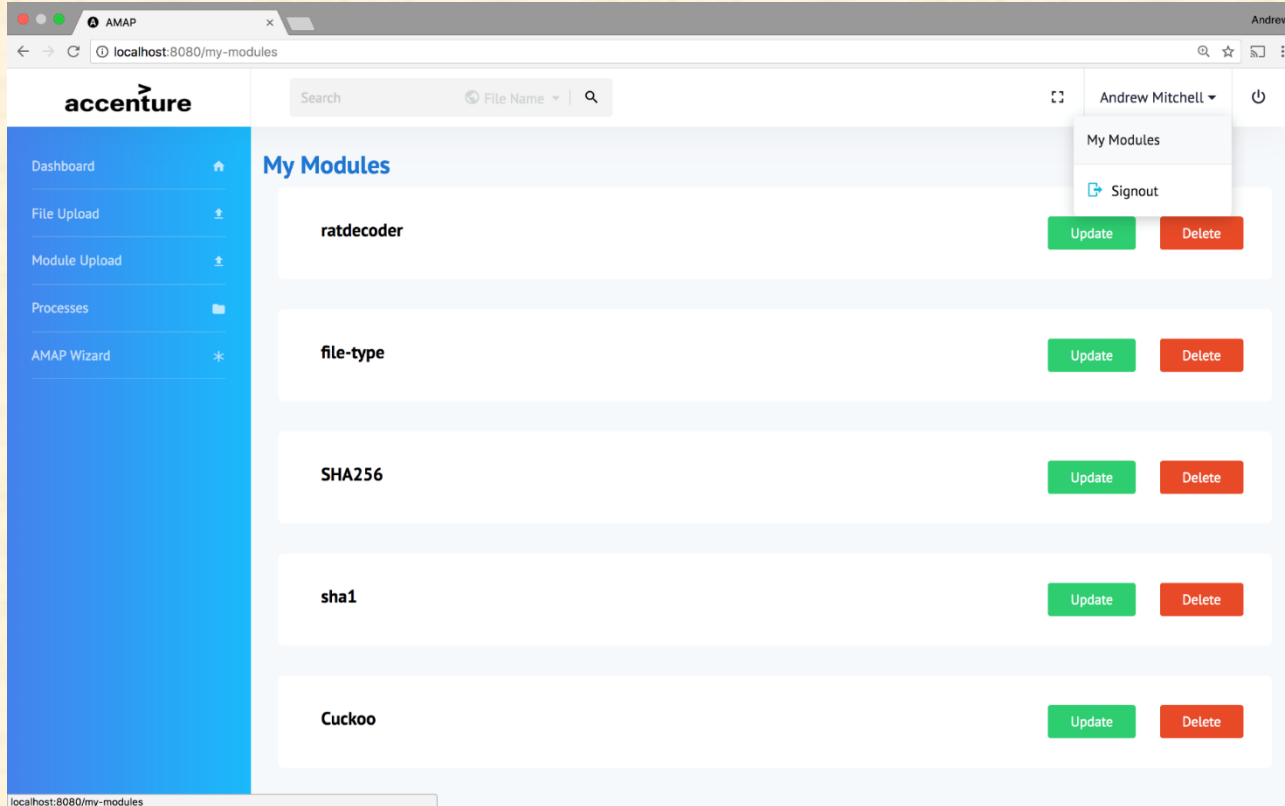 AMAP
Andrew
localhost:8080/my-modules
accenture
Search
File Name
Andrew Mitchell
My Modules
Signout
Dashboard
File Upload
Module Upload
Processes
AMAP Wizard
My Modules
ratdecoder
Update Delete
file-type
Update Delete
SHA256
Update Delete
sha1
Update Delete
Cuckoo
Update Delete
localhost:8080/my-modules